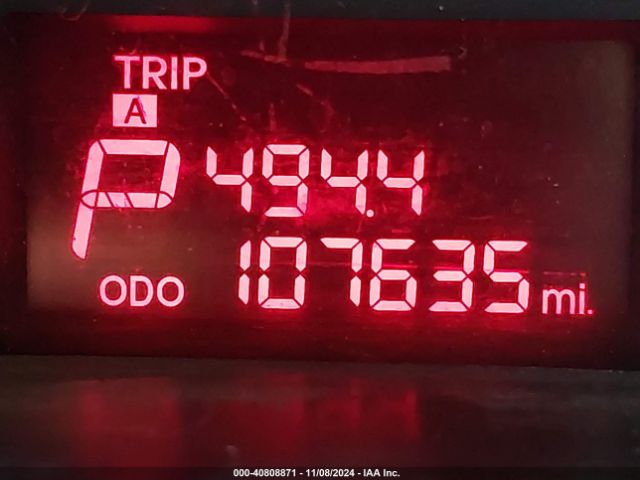 TRIP
A
P 494.4
ODO 107635 mi.
000-40808871 - 11/08/2024 - IAA Inc.